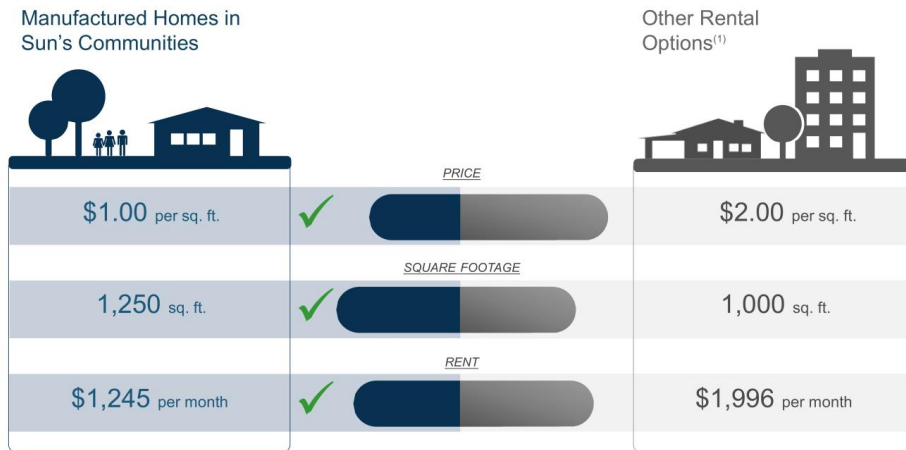 Manufactured Homes in
Sun's Communities
Other Rental
Options(1)
PRICE
$1.00 per sq. ft.
$2.00 per sq. ft.
SQUARE FOOTAGE
1,250 sq. ft.
1,000 sq. ft.
RENT
$1,245 per month
$1,996 per month